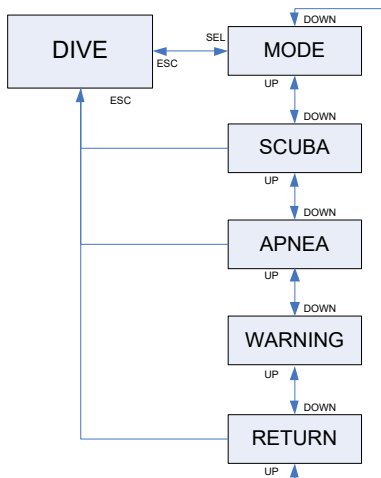 DOWN
DIVE
SEL
MODE
ESC
UP
ESC
DOWN
SCUBA
UP
DOWN
APNEA
UP
DOWN
WARNING
UP
DOWN
RETURN
UP